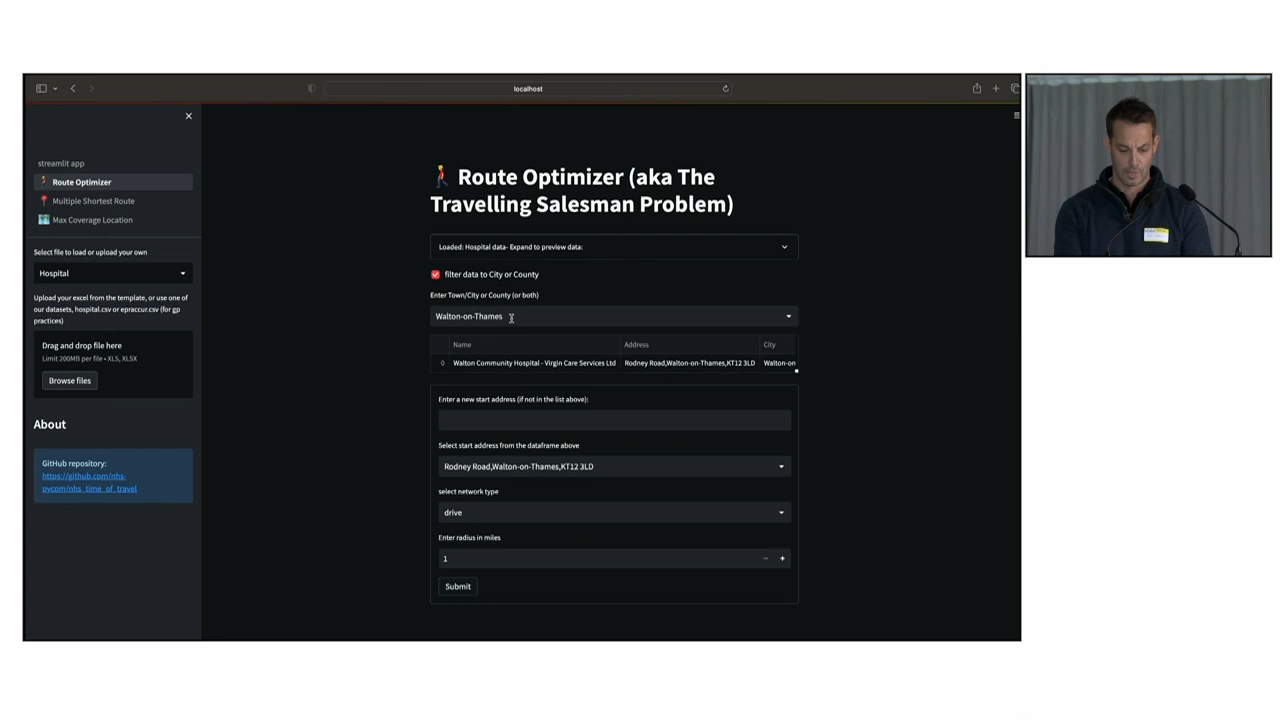 localhost
streamlit app
Route Optimizer
Multiple Shortest Route
Max Coverage Location
Select file to load or upload your own
Hospital
Upload your excel from the template, or use one of
our datasets, hospital.csv or epraccur.csv (for gp
practices)
Drag and drop file here
Limit 200MB per file • XLS, XLSX
Browse files
About
GitHub repository:
https://github.com/nhs-
pycom/nhs_time_of_travel
Route Optimizer (aka The
Travelling Salesman Problem)
Loaded: Hospital data- Expand to preview data:
filter data to City or County
Enter Town/City or County (or both)
Walton-on-Thames
Name Address City
0 Walton Community Hospital - Virgin Care Services Ltd Rodney Road,Walton-on-Thames,KT12 3LD Walton-on
Enter a new start address (if not in the list above):
Select start address from the dataframe above
Rodney Road,Walton-on-Thames,KT12 3LD
select network type
drive
Enter radius in miles
1
Submit